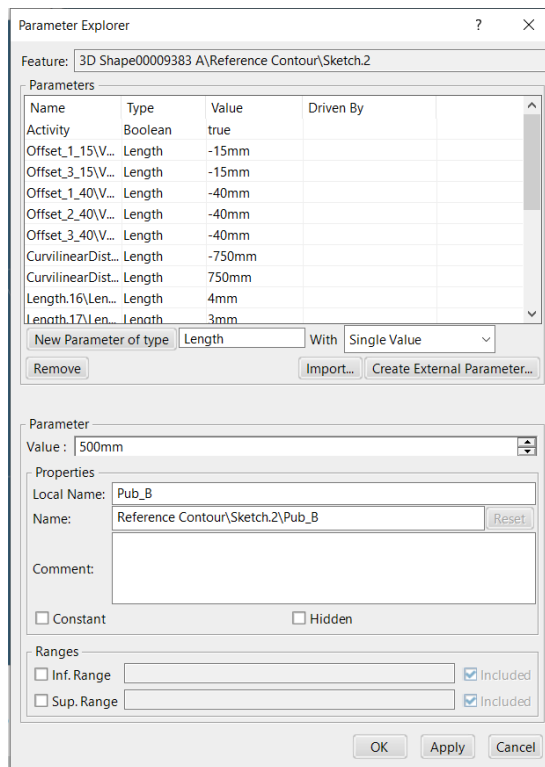 Parameter Explorer ? ×
Feature: 3D Shape00009383 A\Reference Contour\Sketch.2
Parameters
Name Type Value Driven By
Activity Boolean true
Offset_1_15\V... Length -15mm
Offset_3_15\V... Length -15mm
Offset_1_40\V... Length -40mm
Offset_2_40\V... Length -40mm
Offset_3_40\V... Length -40mm
CurvilinearDist... Length -750mm
CurvilinearDist... Length 750mm
Length.16\Len... Length 4mm
Length.17\Len... Length 3mm
New Parameter of type Length With Single Value
Remove Import... Create External Parameter...
Parameter
Value : 500mm
Properties
Local Name: Pub_B
Name: Reference Contour\Sketch.2\Pub_B Reset
Comment:
Constant Hidden
Ranges
Inf. Range Included
Sup. Range Included
OK Apply Cancel